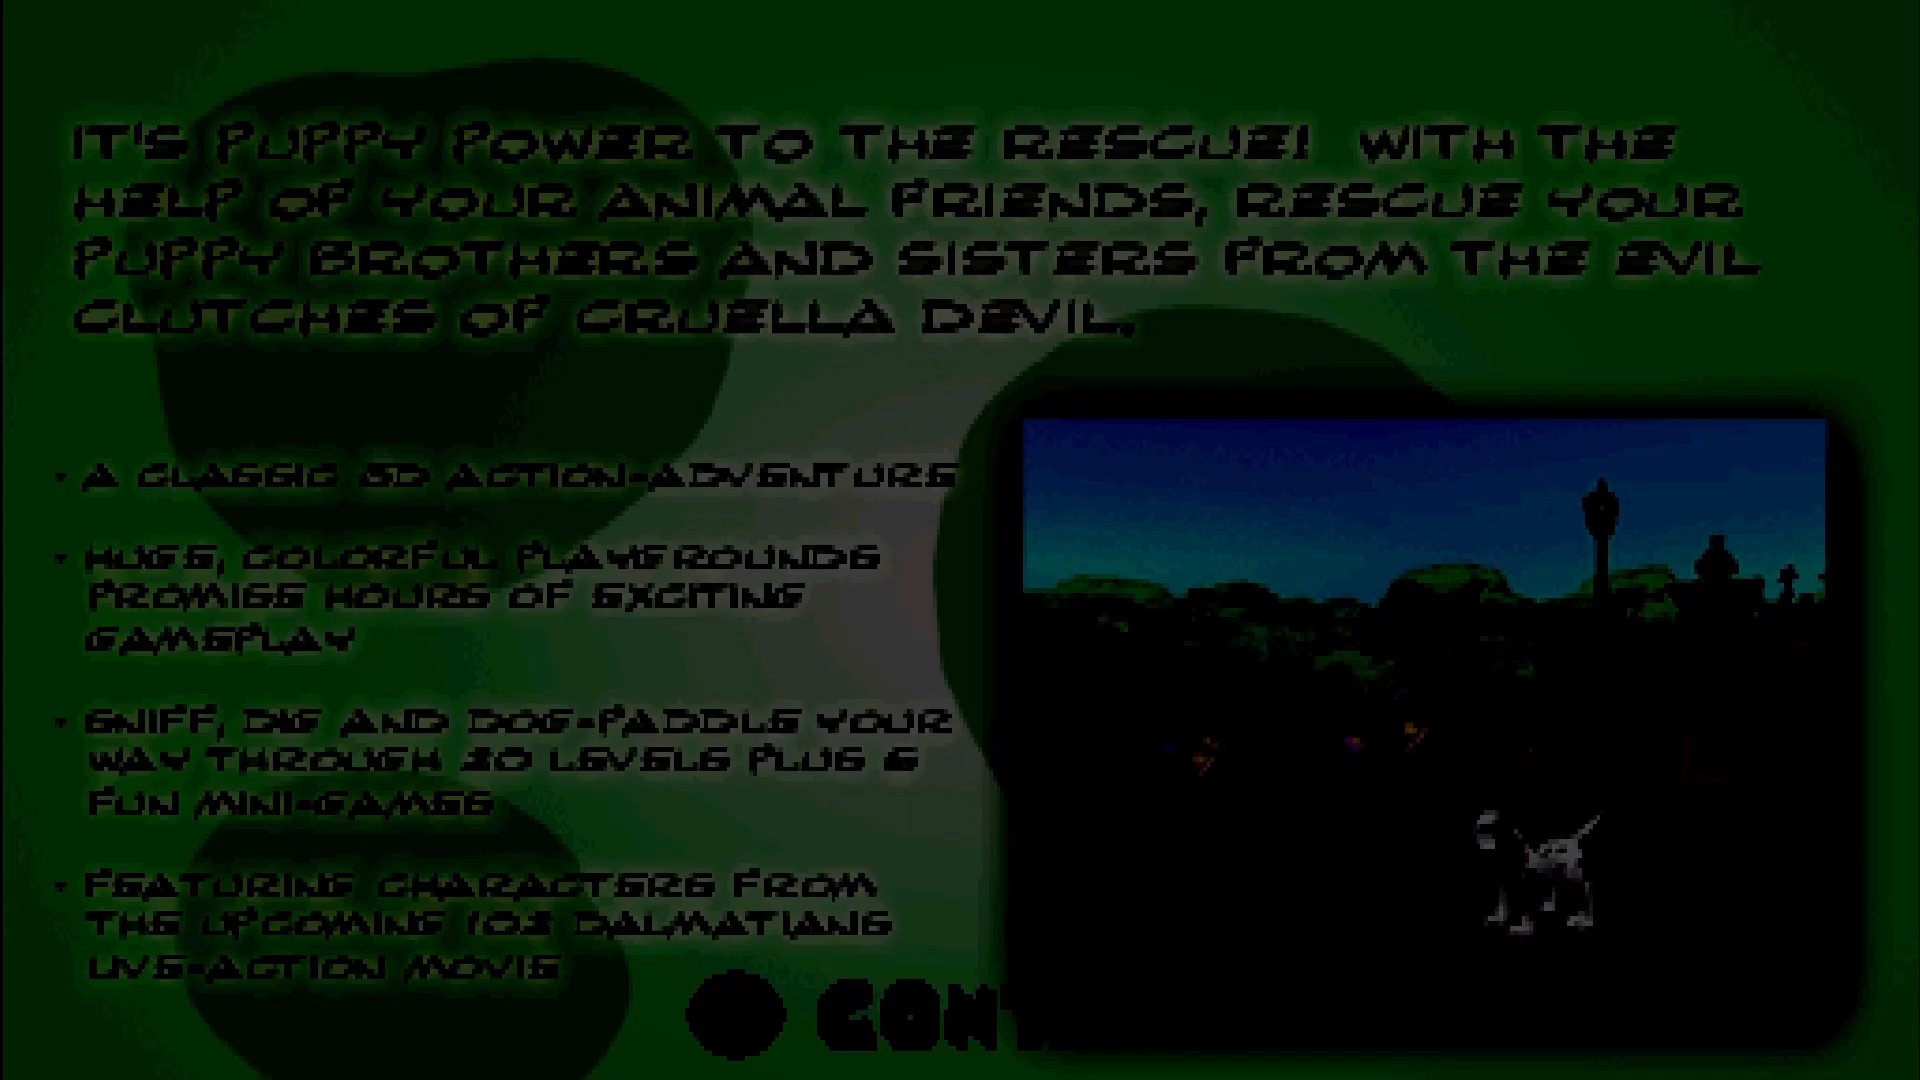 IT'S PUPPY POWER TO THE RESCUE! WITH THE
HELP OF YOUR ANIMAL FRIENDS, RESCUE YOUR
PUPPY BROTHERS AND SISTERS FROM THE EVIL
CLUTCHES OF CRUELLA DEVIL.
• A CLASSIC 3D ACTION-ADVENTURE
• HUGE, COLORFUL PLAYGROUNDS
PROMISE HOURS OF EXCITING
GAMEPLAY
• SNIFF, DIG AND DOG-PADDLE YOUR
WAY THROUGH 20 LEVELS PLUS 6
FUN MINI-GAMES
• FEATURING CHARACTERS FROM
THE UPCOMING 102 DALMATIANS
LIVE-ACTION MOVIE
CONT